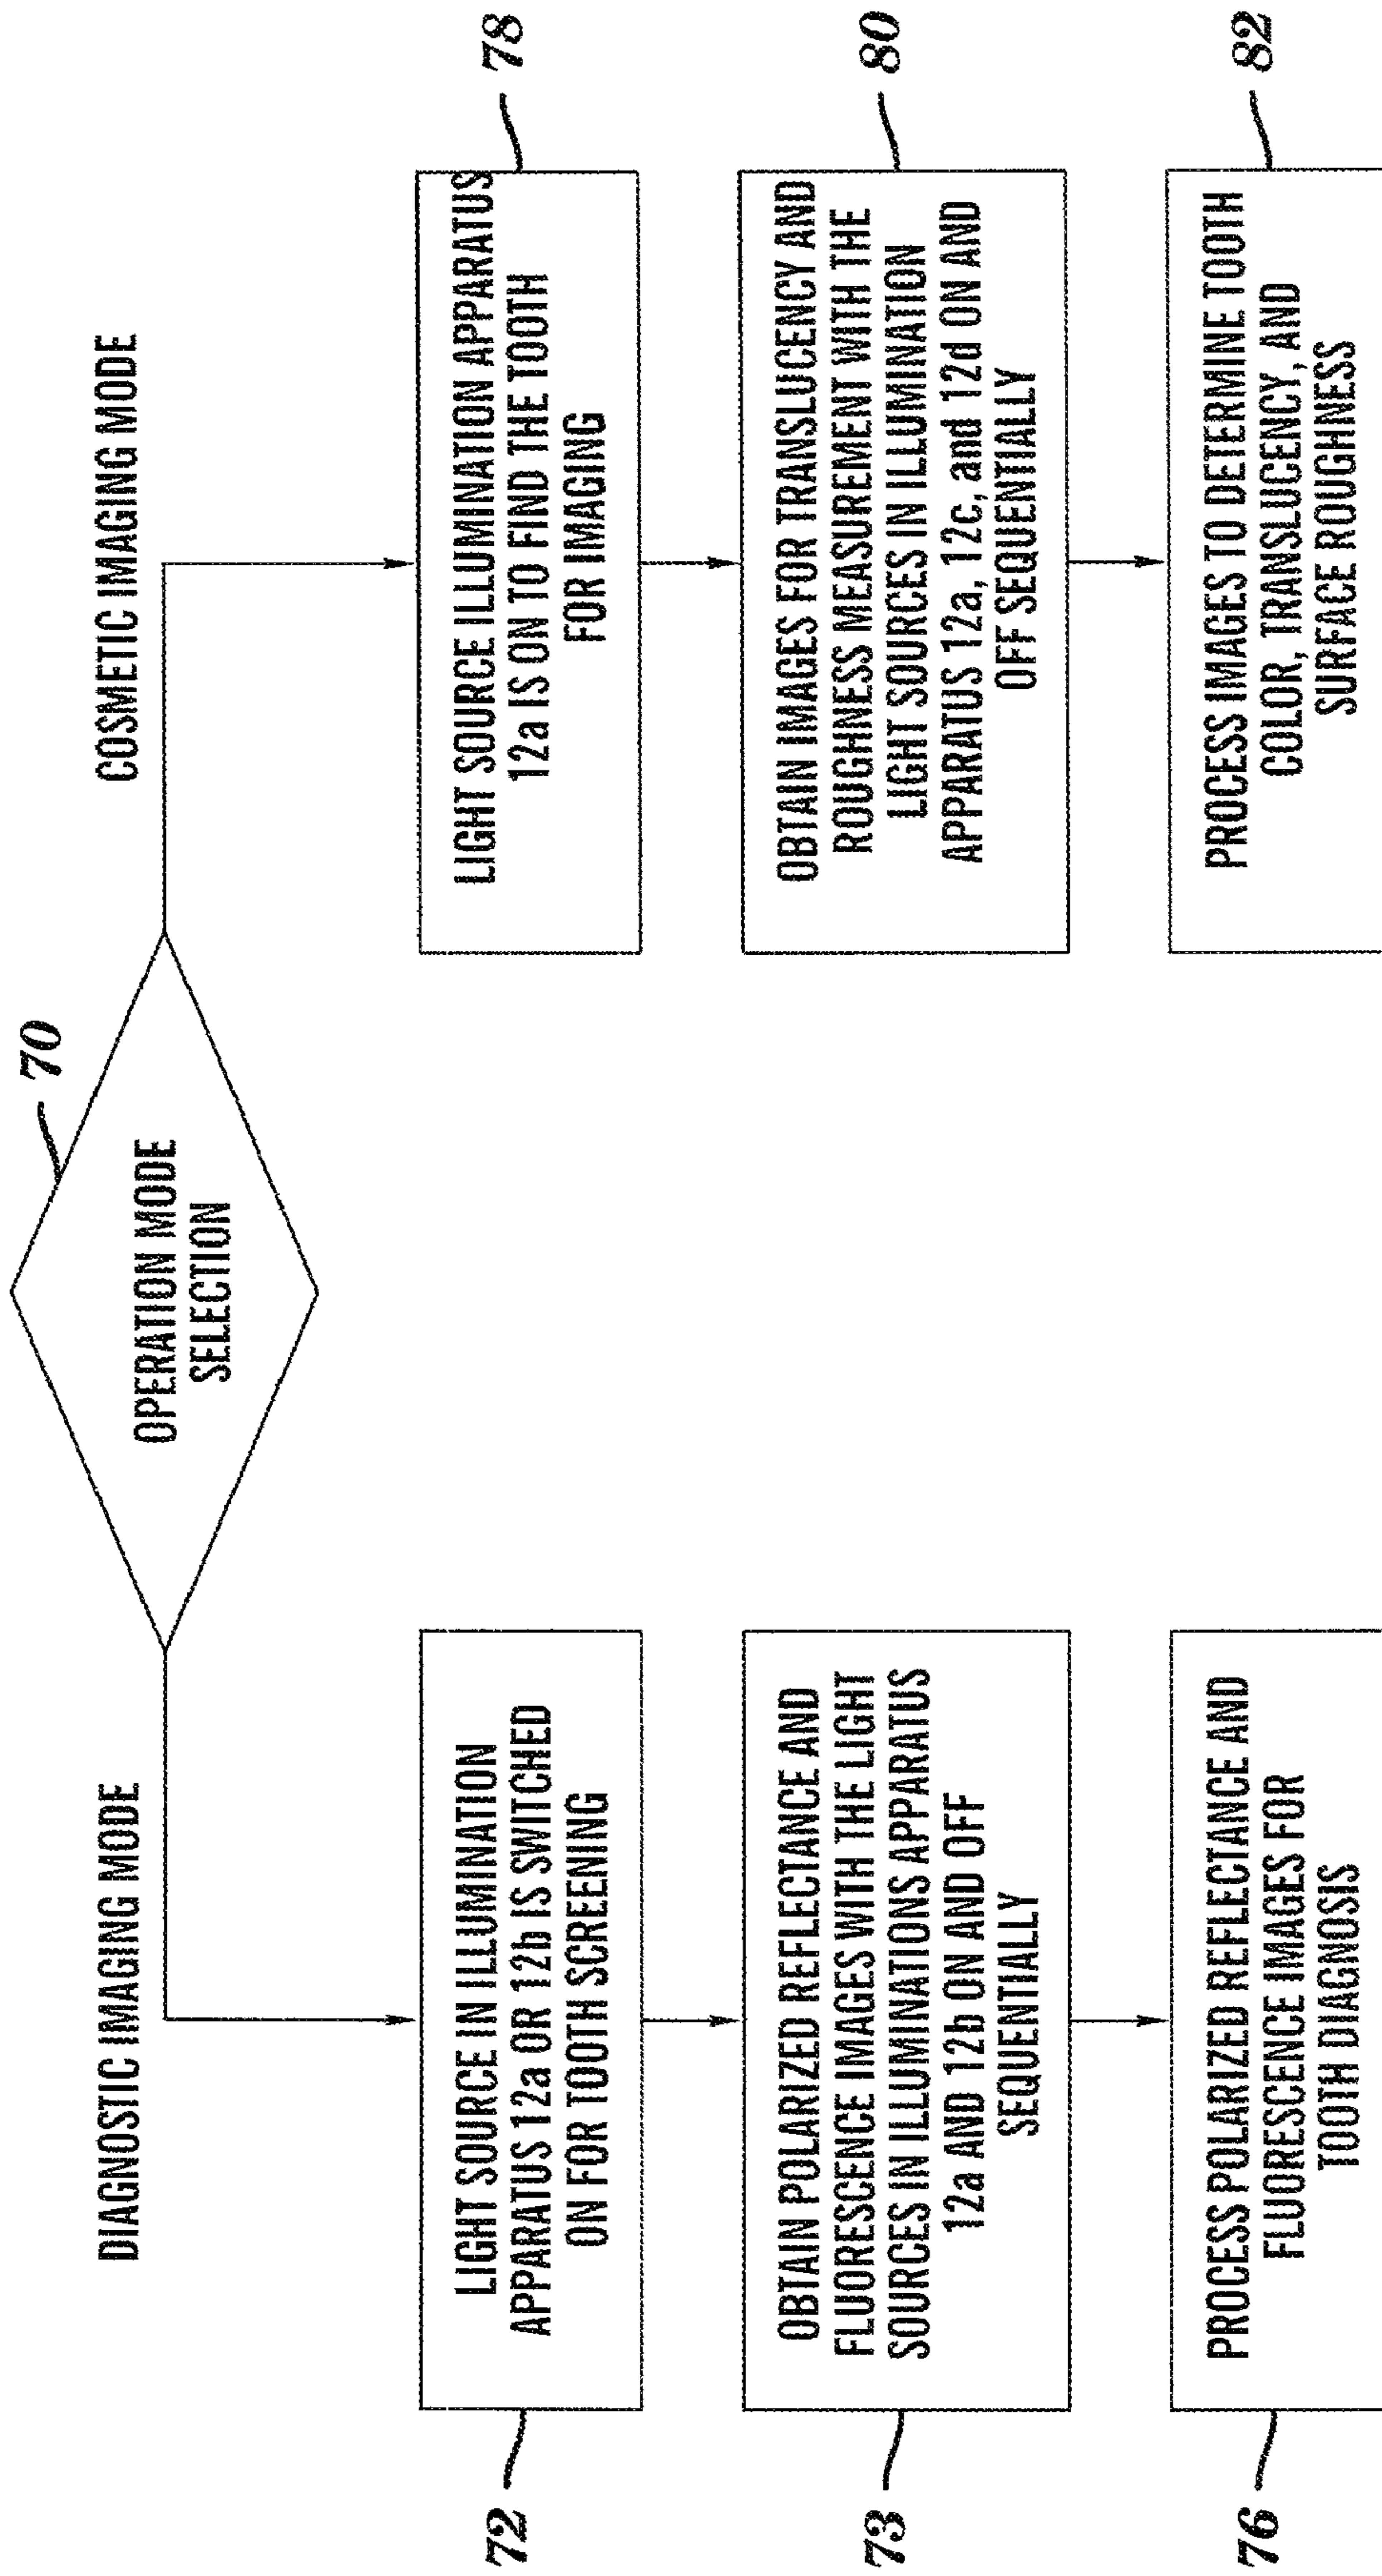 70
OPERATION MODE
SELECTION
DIAGNOSTIC IMAGING MODE
COSMETIC IMAGING MODE
72
LIGHT SOURCE IN ILLUMINATION
APPARATUS 12a OR 12b IS SWITCHED
ON FOR TOOTH SCREENING
73
OBTAIN POLARIZED REFLECTANCE AND
FLUORESCENCE IMAGES WITH THE LIGHT
SOURCES IN ILLUMINATIONS APPARATUS
12a AND 12b ON AND OFF
SEQUENTIALLY
76
PROCESS POLARIZED REFLECTANCE AND
FLUORESCENCE IMAGES FOR
TOOTH DIAGNOSIS
78
LIGHT SOURCE ILLUMINATION APPARATUS
12a IS ON TO FIND THE TOOTH
FOR IMAGING
80
OBTAIN IMAGES FOR TRANSLUCENCY AND
ROUGHNESS MEASUREMENT WITH THE
LIGHT SOURCES IN ILLUMINATION
APPARATUS 12a, 12c, and 12d ON AND
OFF SEQUENTIALLY
82
PROCESS IMAGES TO DETERMINE TOOTH
COLOR, TRANSLUCENCY, AND
SURFACE ROUGHNESS